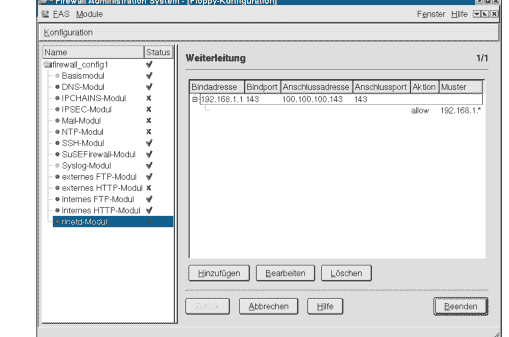 Firewall Administration System - (Floppy-Konfiguration)
FAS Module Fenster Hilfe
Konfiguration
Name Status
firewall_config1
Basismodul
DNS-Modul
IPCHAINS-Modul
IPSEC-Modul
Mail-Modul
NTP-Modul
SSH-Modul
SuSEFirewall-Modul
Syslog-Modul
externes FTP-Modul
externes HTTP-Modul
internes FTP-Modul
internes HTTP-Modul
rinetd-Modul
Weiterleitung 1/1
Bindadresse Bindport Anschlussadresse Anschlussport Aktion Muster
192.168.1.1 143 100.100.100.143 143
allow 192.168.1.*
Hinzufügen Bearbeiten Löschen
Zurück Abbrechen Hilfe Beenden